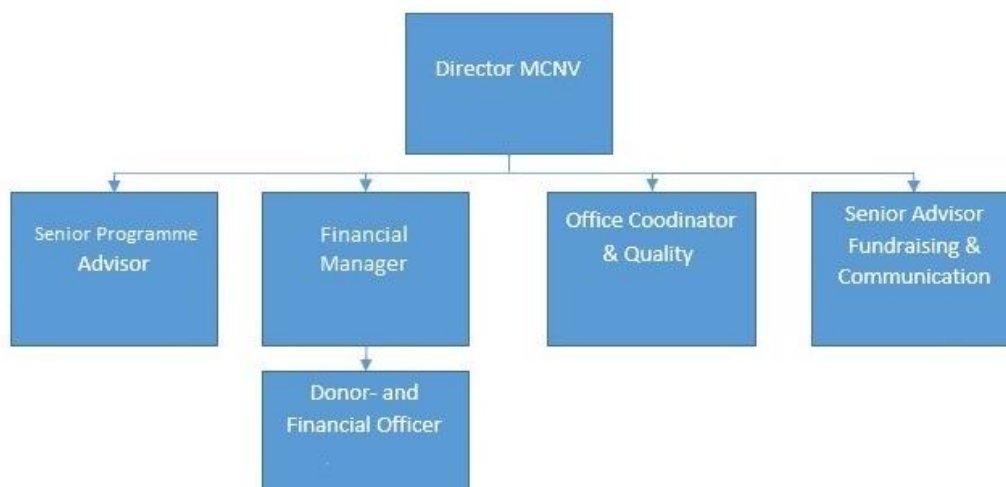 Director MCNV
Senior Programme
Advisor
Financial
Manager
Office Coodinator
& Quality
Senior Advisor
Fundraising &
Communication
Donor- and
Financial Officer